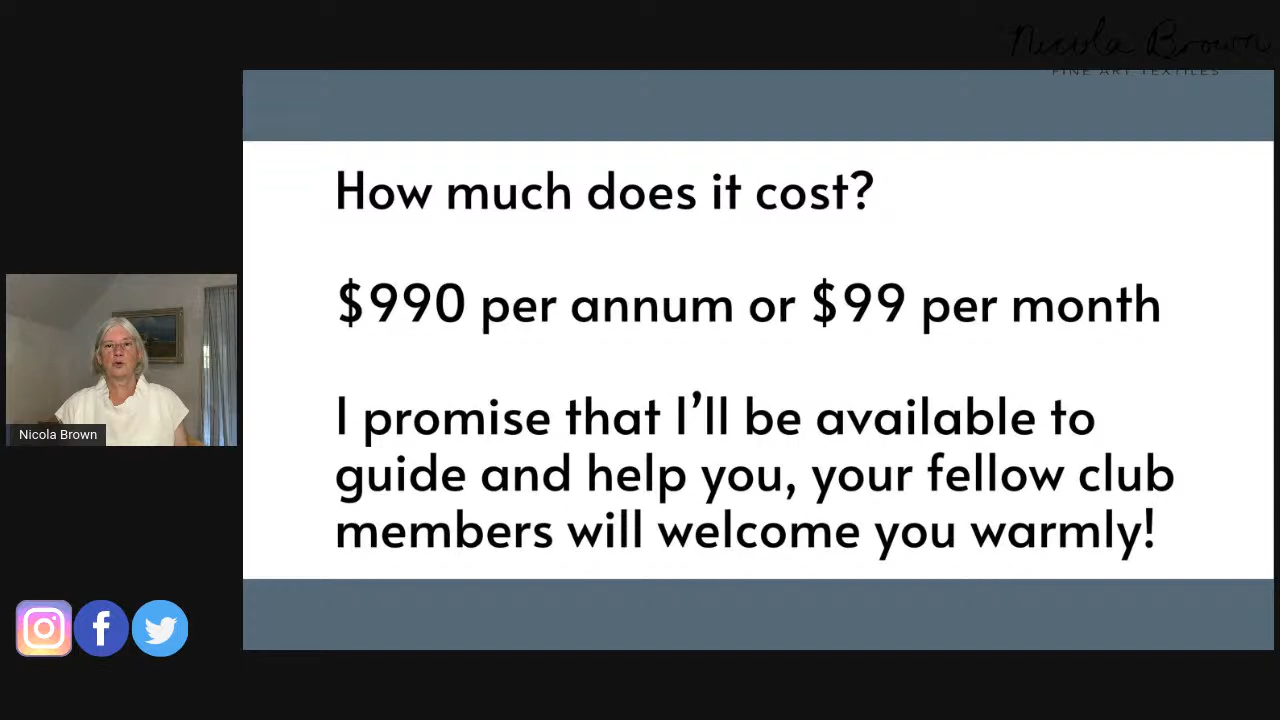 Nicola Brown
FINE ART TEXTILES
How much does it cost?
$990 per annum or $99 per month
I promise that I’ll be available to
guide and help you, your fellow club
members will welcome you warmly!
Nicola Brown